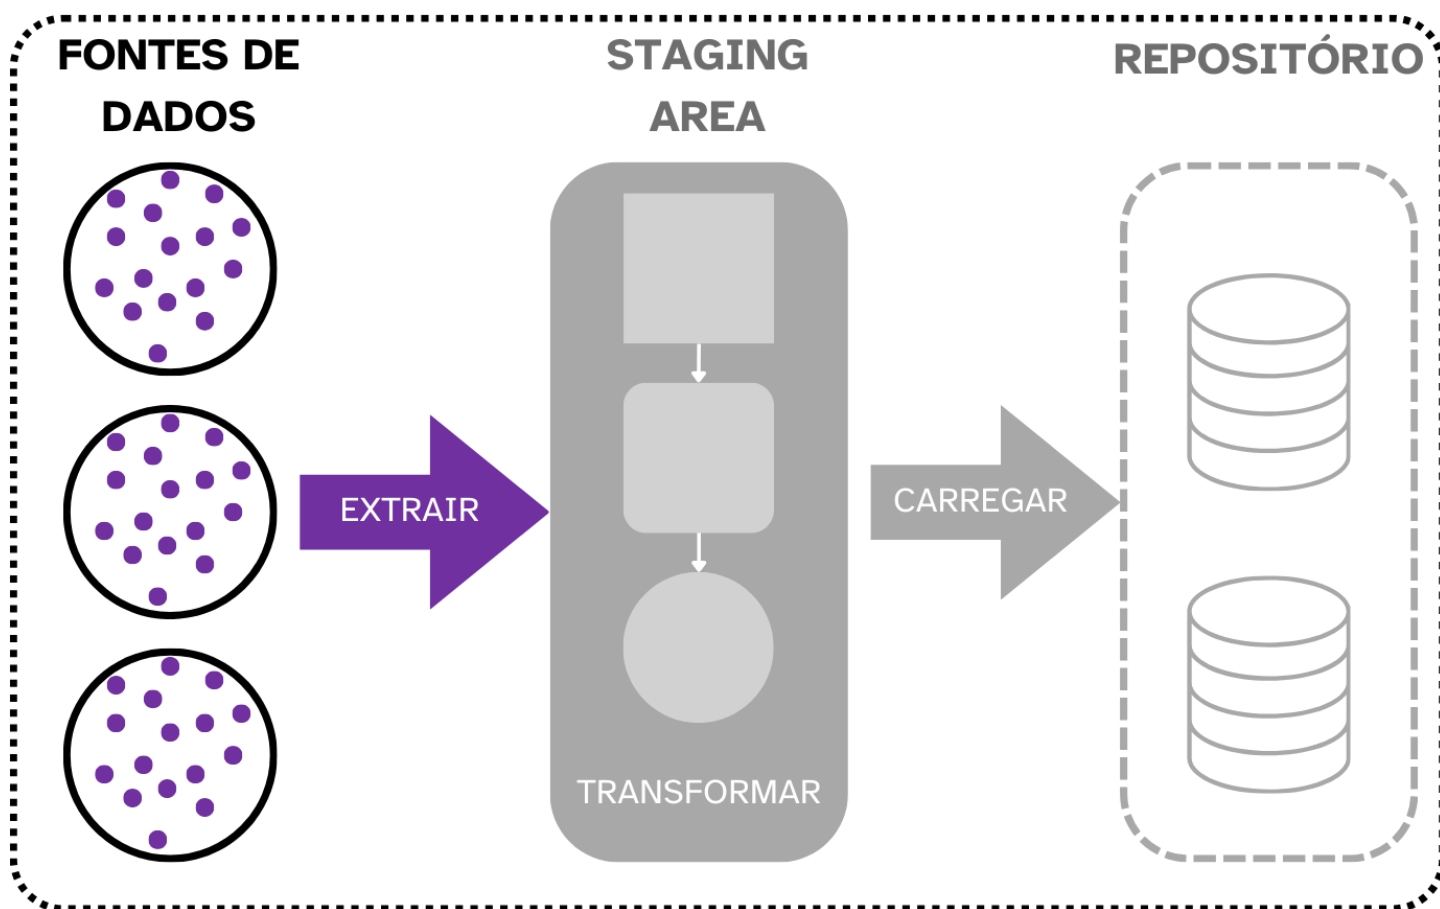 FONTES DE
DADOS
STAGING
AREA
REPOSITÓRIO
EXTRAIR
CARREGAR
TRANSFORMAR